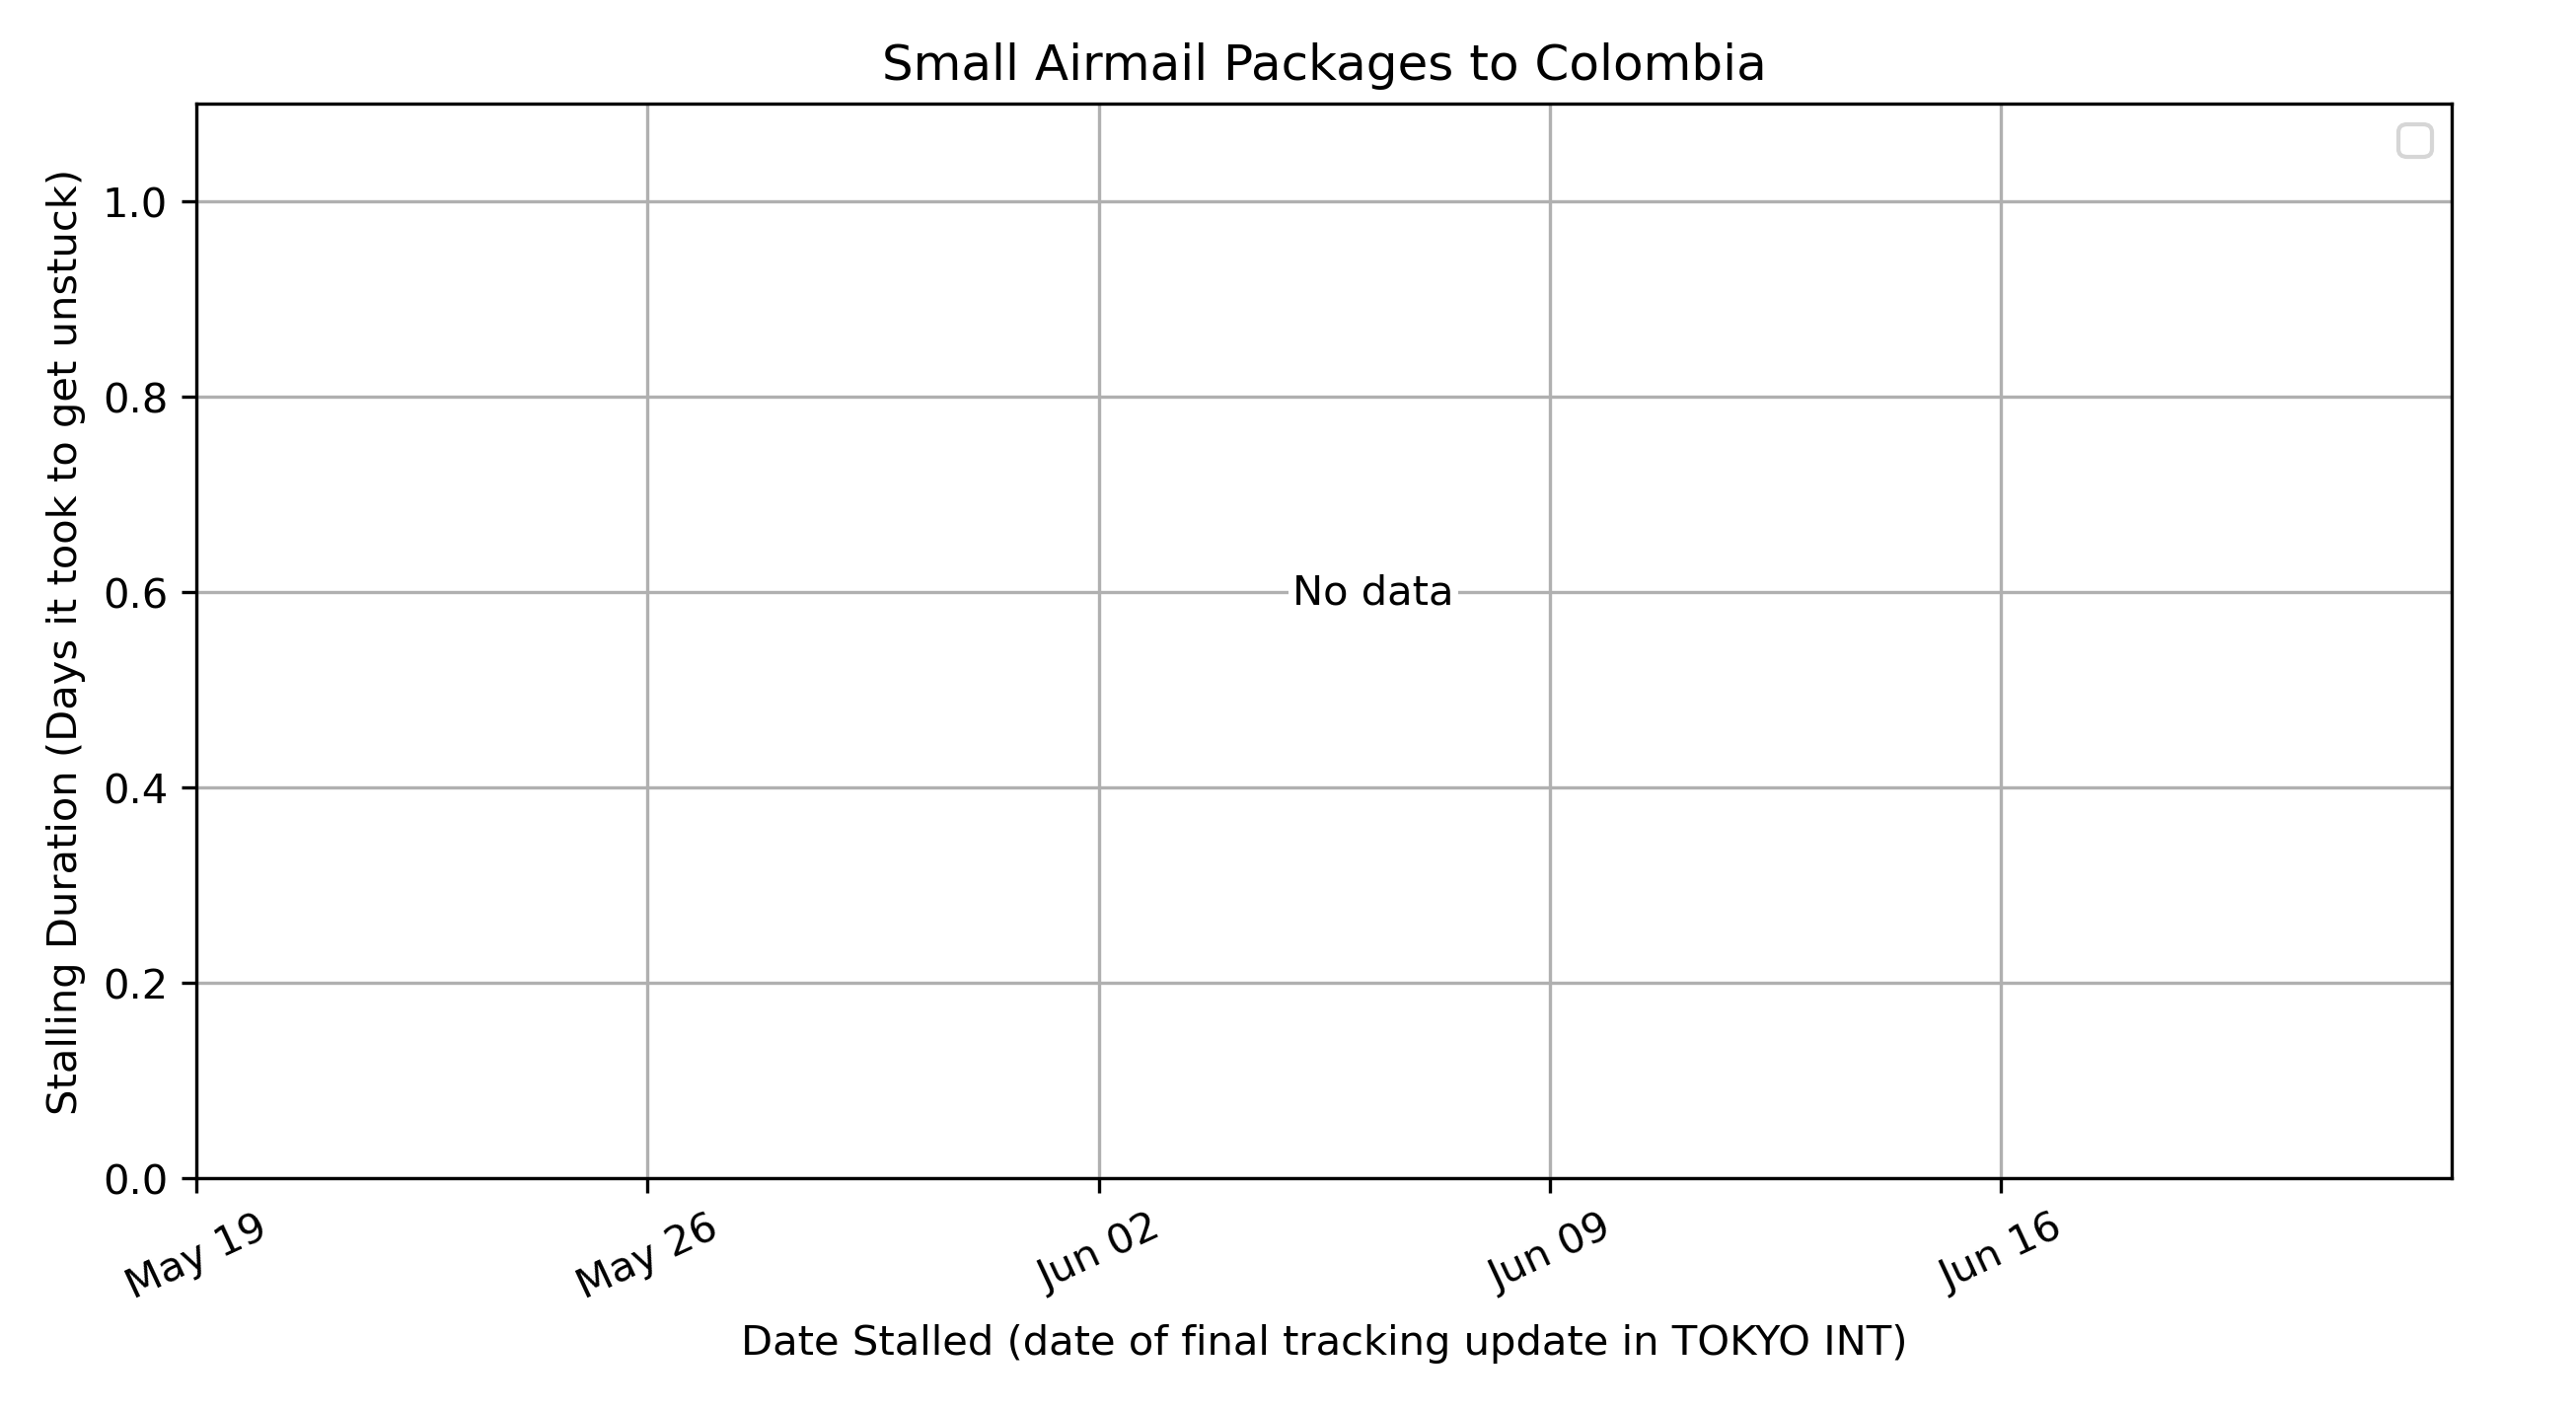 Small Airmail Packages to Colombia
Stalling Duration (Days it took to get unstuck)
1.0
0.8
0.6
0.4
0.2
0.0
No data
May 19
May 26
Jun 02
Jun 09
Jun 16
Date Stalled (date of final tracking update in TOKYO INT)